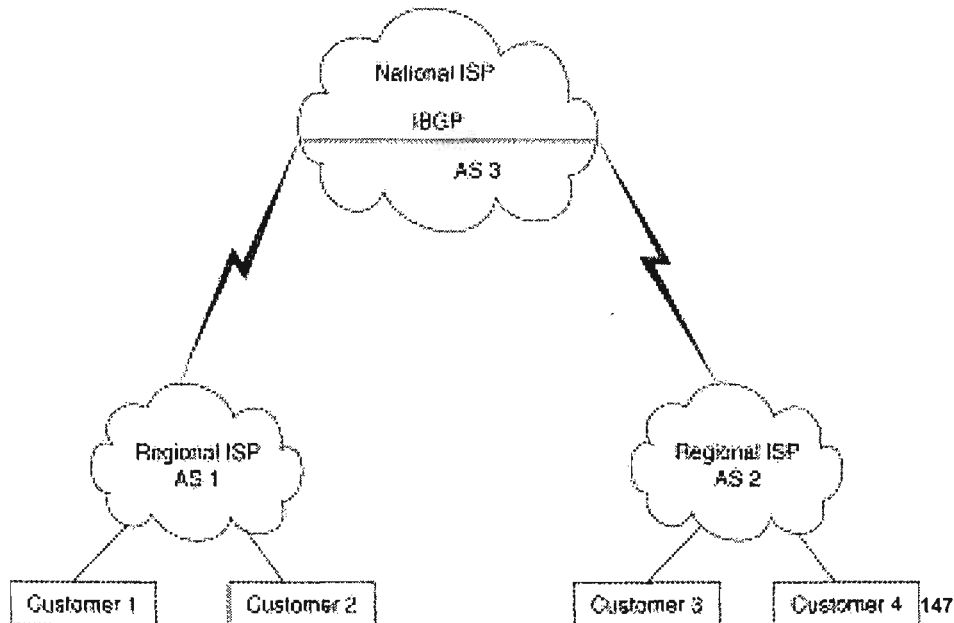 National ISP
IBGP
AS 3
Regional ISP
AS 1
Regional ISP
AS 2
Customer 1
Customer 2
Customer 3
Customer 4
147